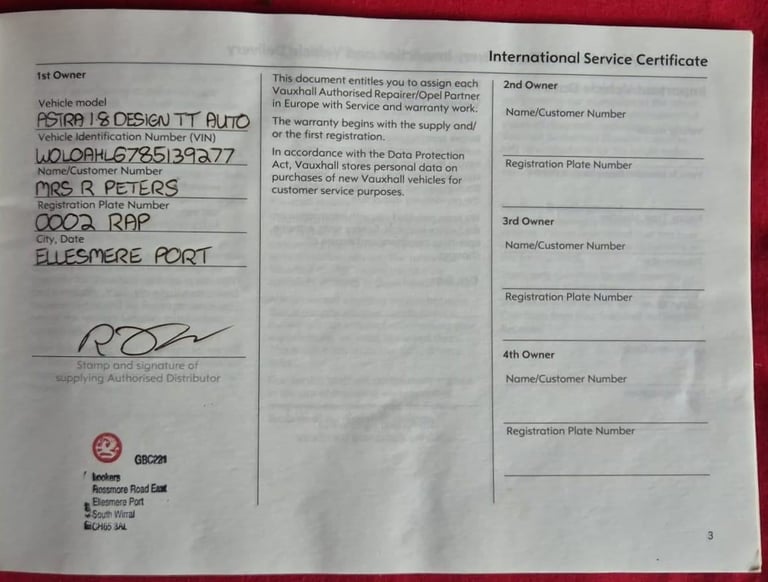 International Service Certificate
1st Owner
Vehicle model
ASTRA 1 8 DESIGN TT AUTO
Vehicle Identification Number (VIN)
WOLOAHL6785139277
Name/Customer Number
MRS R PETERS
Registration Plate Number
0002 RAP
City, Date
ELLESMERE PORT
Stamp and signature of
supplying Authorised Distributor
GBC221
Lookers
Rossmore Road East
Ellesmere Port
South Wirral
CH65 3AL
This document entitles you to assign each
Vauxhall Authorised Repairer/Opel Partner
in Europe with Service and warranty work.
The warranty begins with the supply and/
or the first registration.
In accordance with the Data Protection
Act, Vauxhall stores personal data on
purchases of new Vauxhall vehicles for
customer service purposes.
2nd Owner
Name/Customer Number
Registration Plate Number
3rd Owner
Name/Customer Number
Registration Plate Number
4th Owner
Name/Customer Number
Registration Plate Number
3